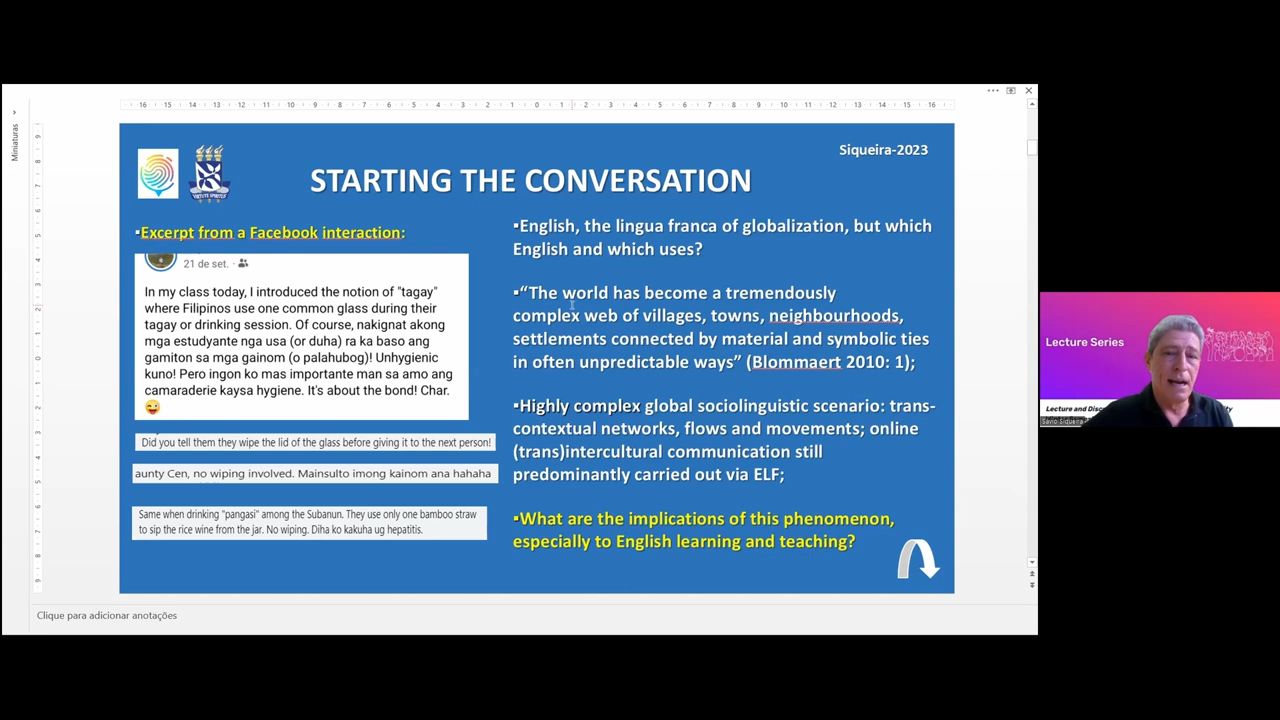 Miniaturas
Siqueira-2023
STARTING THE CONVERSATION
▪Excerpt from a Facebook interaction:
21 de set. ·
In my class today, I introduced the notion of "tagay"
where Filipinos use one common glass during their
tagay or drinking session. Of course, nakignat akong
mga estudyante nga usa (or duha) ra ka baso ang
gamiton sa mga gainom (o palahubog)! Unhygienic
kuno! Pero ingon ko mas importante man sa amo ang
camaraderie kaysa hygiene. It's about the bond! Char.
😜
Did you tell them they wipe the lid of the glass before giving it to the next person!
aunty Cen, no wiping involved. Mainsulto imong kainom ana hahaha
Same when drinking "pangasi" among the Subanun. They use only one bamboo straw
to sip the rice wine from the jar. No wiping. Diha ko kakuha ug hepatitis.
▪English, the lingua franca of globalization, but which
English and which uses?
▪“The world has become a tremendously
complex web of villages, towns, neighbourhoods,
settlements connected by material and symbolic ties
in often unpredictable ways” (Blommaert 2010: 1);
▪Highly complex global sociolinguistic scenario: trans-
contextual networks, flows and movements; online
(trans)intercultural communication still
predominantly carried out via ELF;
▪What are the implications of this phenomenon,
especially to English learning and teaching?
Clique para adicionar anotações
Lecture Series
Lecture and
Savio Siqueira